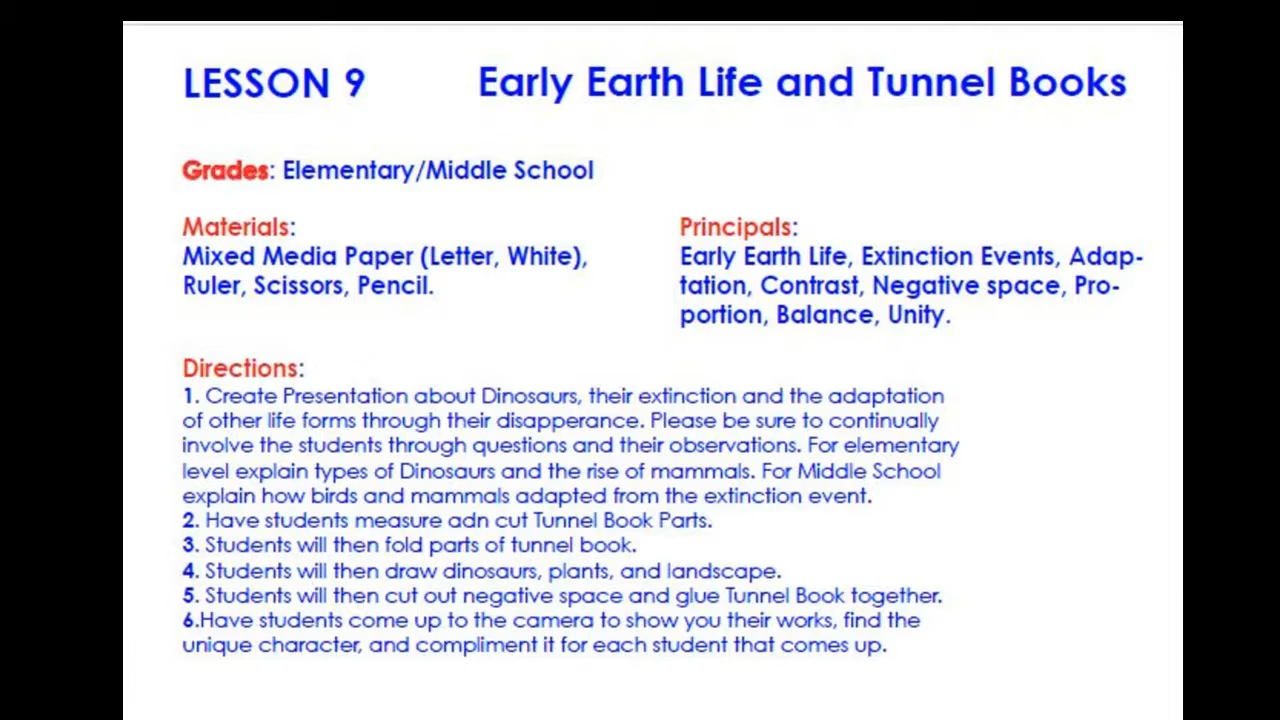 LESSON 9 Early Earth Life and Tunnel Books
Grades: Elementary/Middle School
Materials:
Mixed Media Paper (Letter, White),
Ruler, Scissors, Pencil.
Principals:
Early Earth Life, Extinction Events, Adap-
tation, Contrast, Negative space, Pro-
portion, Balance, Unity.
Directions:
1. Create Presentation about Dinosaurs, their extinction and the adaptation
of other life forms through their disapperance. Please be sure to continually
involve the students through questions and their observations. For elementary
level explain types of Dinosaurs and the rise of mammals. For Middle School
explain how birds and mammals adapted from the extinction event.
2. Have students measure adn cut Tunnel Book Parts.
3. Students will then fold parts of tunnel book.
4. Students will then draw dinosaurs, plants, and landscape.
5. Students will then cut out negative space and glue Tunnel Book together.
6.Have students come up to the camera to show you their works, find the
unique character, and compliment it for each student that comes up.